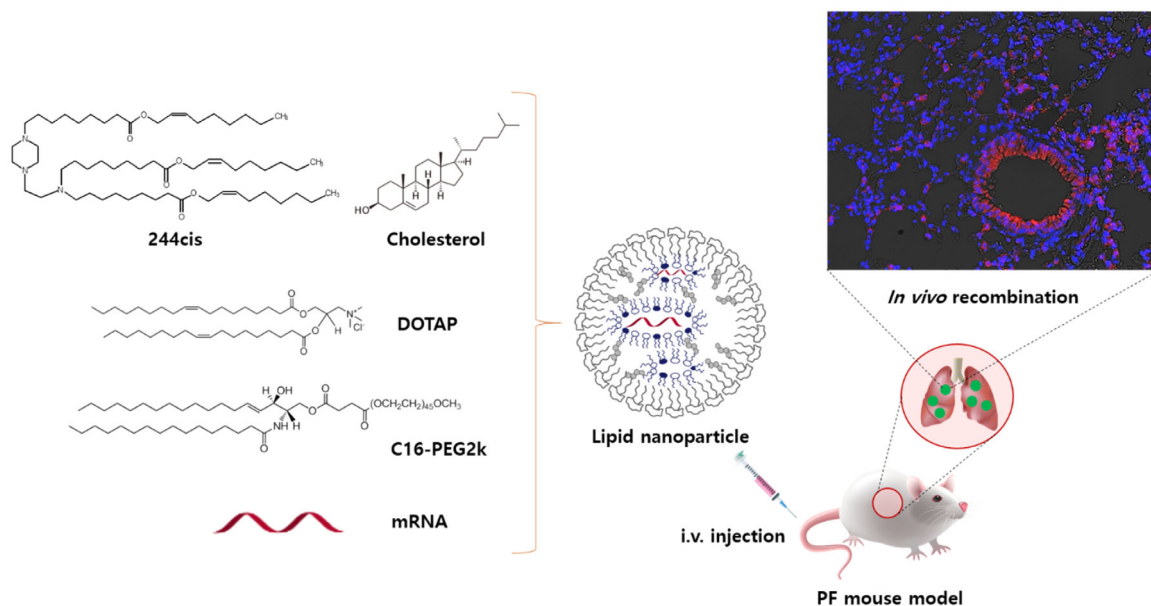 N
N
N
O
O
CH₃
O
O
CH₃
O
O
CH₃
244cis
H
H
H
H
HO
Cholesterol
O
O
O
O
H
N⁺
Cl⁻
DOTAP
OH
O
NH
H
O
O
O
O
(OCH₂CH₂)₄₅OCH₃
C16-PEG2k
mRNA
Lipid nanoparticle
i.v. injection
In vivo recombination
PF mouse model